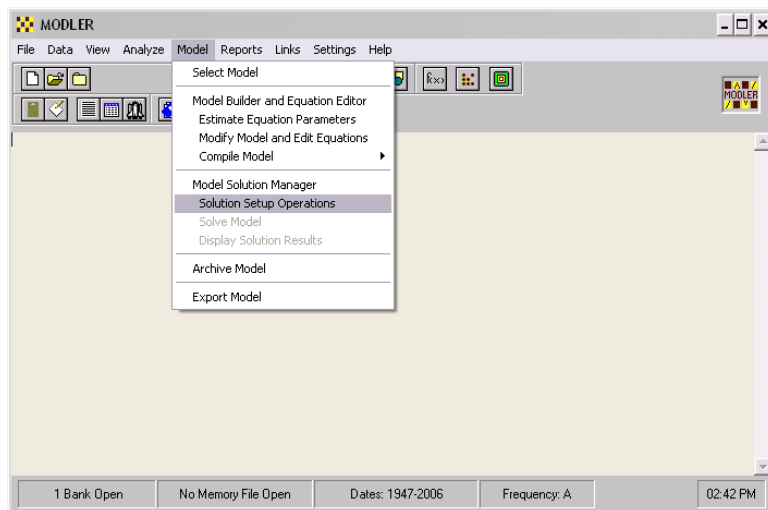 MODLER
File Data View Analyze Model Reports Links Settings Help
Select Model
f(x)
MODLER
Model Builder and Equation Editor
Estimate Equation Parameters
Modify Model and Edit Equations
Compile Model
Model Solution Manager
Solution Setup Operations
Solve Model
Display Solution Results
Archive Model
Export Model
1 Bank Open No Memory File Open Dates: 1947-2006 Frequency: A 02:42 PM